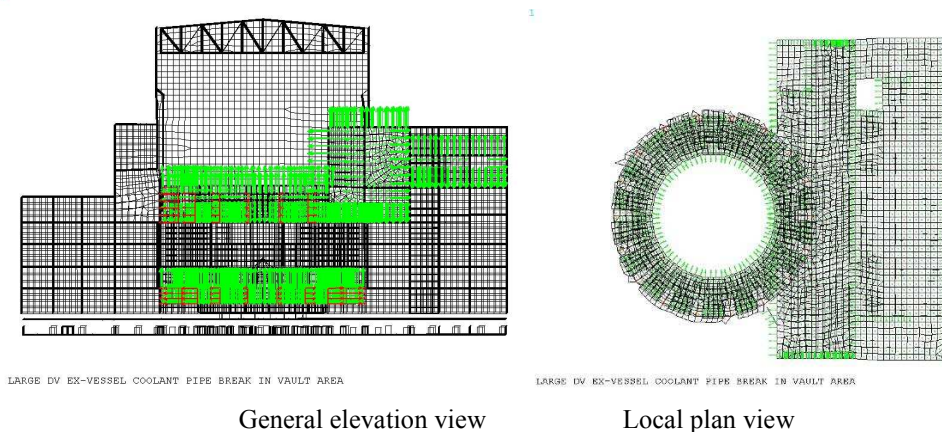 1
LARGE DV EX-VESSEL COOLANT PIPE BREAK IN VAULT AREA
LARGE DV EX-VESSEL COOLANT PIPE BREAK IN VAULT AREA
General elevation view
Local plan view